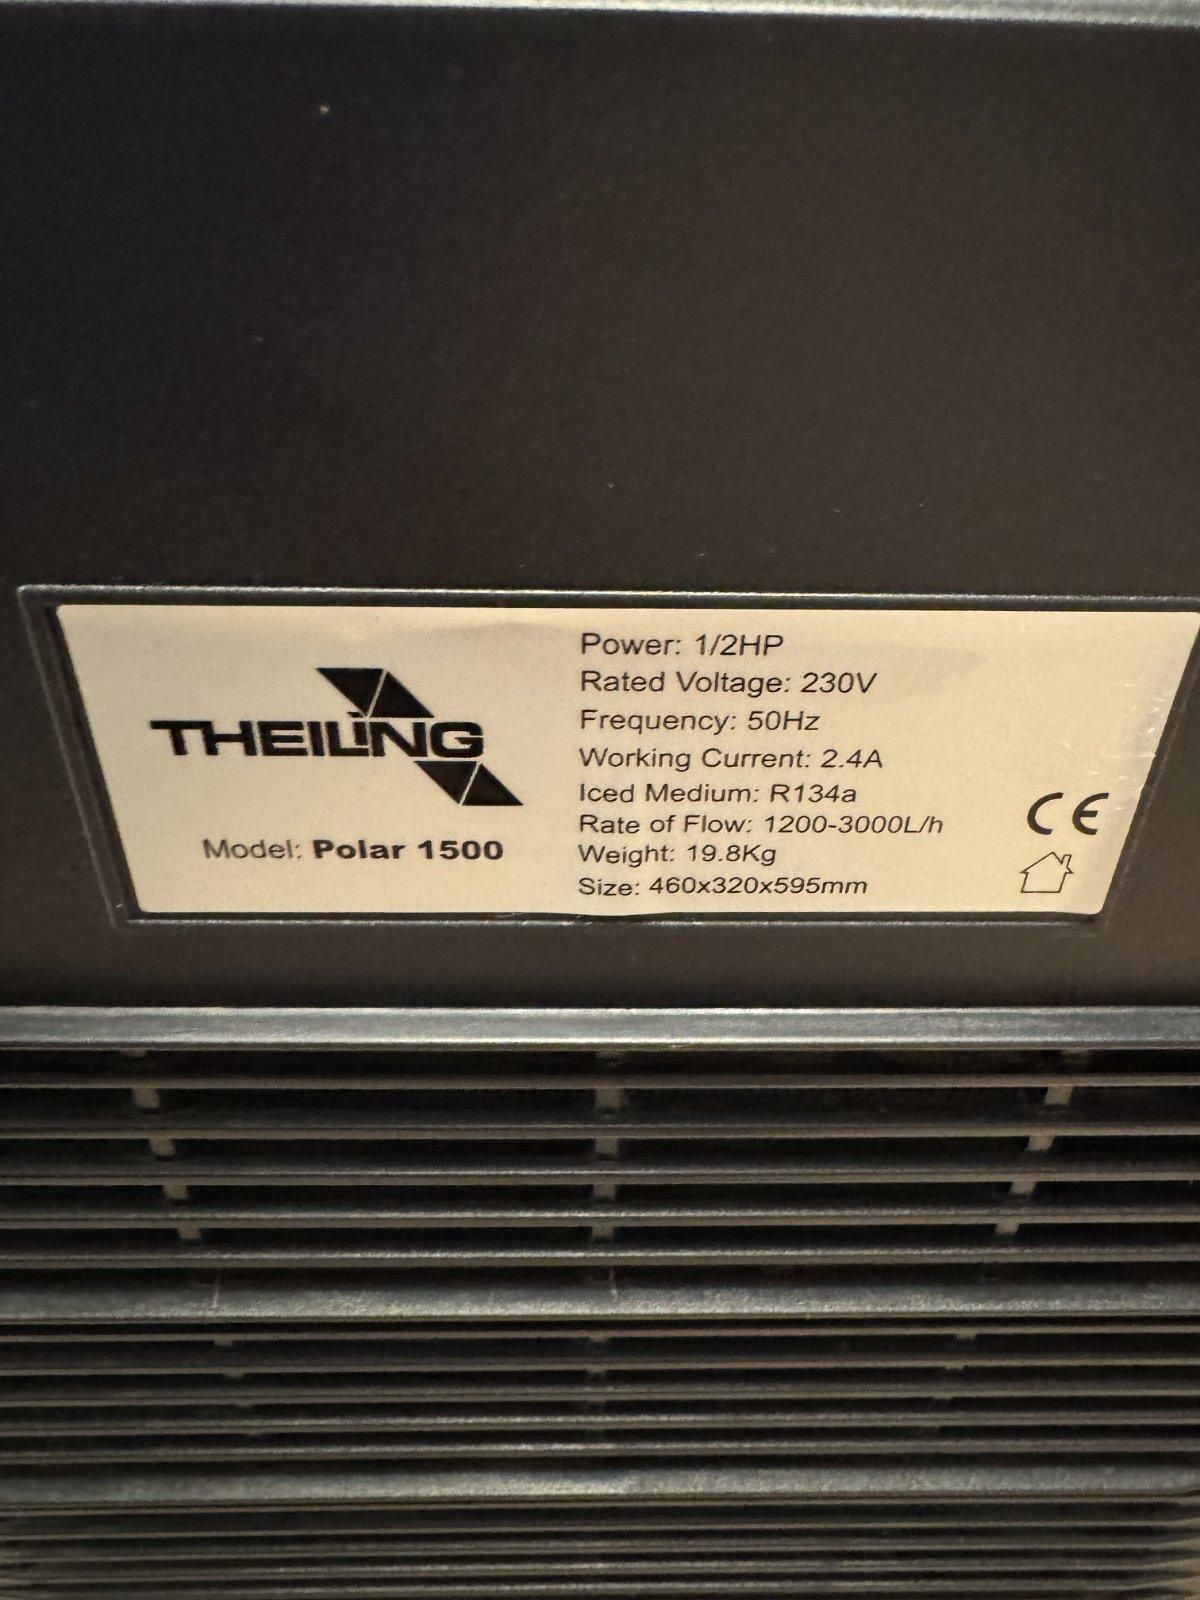 THEILING
Model: Polar 1500
Power: 1/2HP
Rated Voltage: 230V
Frequency: 50Hz
Working Current: 2.4A
Iced Medium: R134a
Rate of Flow: 1200-3000L/h
Weight: 19.8Kg
Size: 460x320x595mm
CE